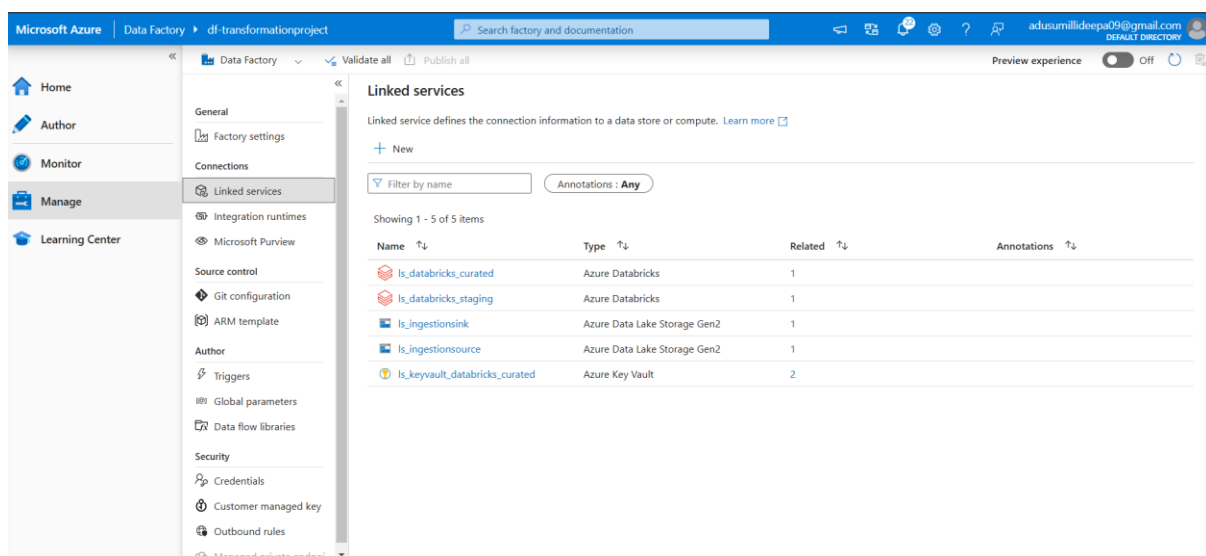 Microsoft Azure Data Factory df-transformationproject Search factory and documentation 22 adusumillideepa09@gmail.com
DEFAULT DIRECTORY
Data Factory Validate all Publish all Preview experience Off
Home
Author
Monitor
Manage
Learning Center
General
Factory settings
Connections
Linked services
Integration runtimes
Microsoft Purview
Source control
Git configuration
ARM template
Author
Triggers
Global parameters
Data flow libraries
Security
Credentials
Customer managed key
Outbound rules
Linked services
Linked service defines the connection information to a data store or compute. Learn more
New
Filter by name Annotations : Any
Showing 1 - 5 of 5 items
Name Type Related Annotations
ls_databricks_curated Azure Databricks 1
ls_databricks_staging Azure Databricks 1
ls_ingestionsink Azure Data Lake Storage Gen2 1
ls_ingestionsource Azure Data Lake Storage Gen2 1
ls_keyvault_databricks_curated Azure Key Vault 2